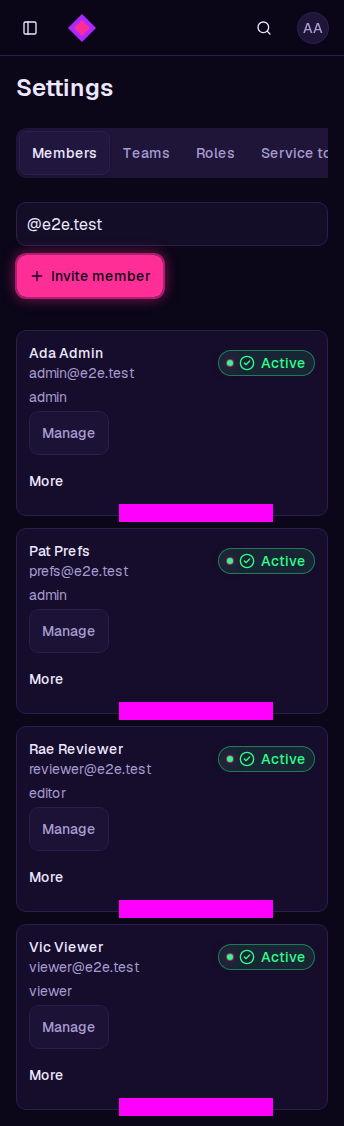 AA
Settings
Members Teams Roles Service
@e2e.test
+ Invite member
Ada Admin
admin@e2e.test
Active
admin
Manage
More
Pat Prefs
prefs@e2e.test
Active
admin
Manage
More
Rae Reviewer
reviewer@e2e.test
Active
editor
Manage
More
Vic Viewer
viewer@e2e.test
Active
viewer
Manage
More